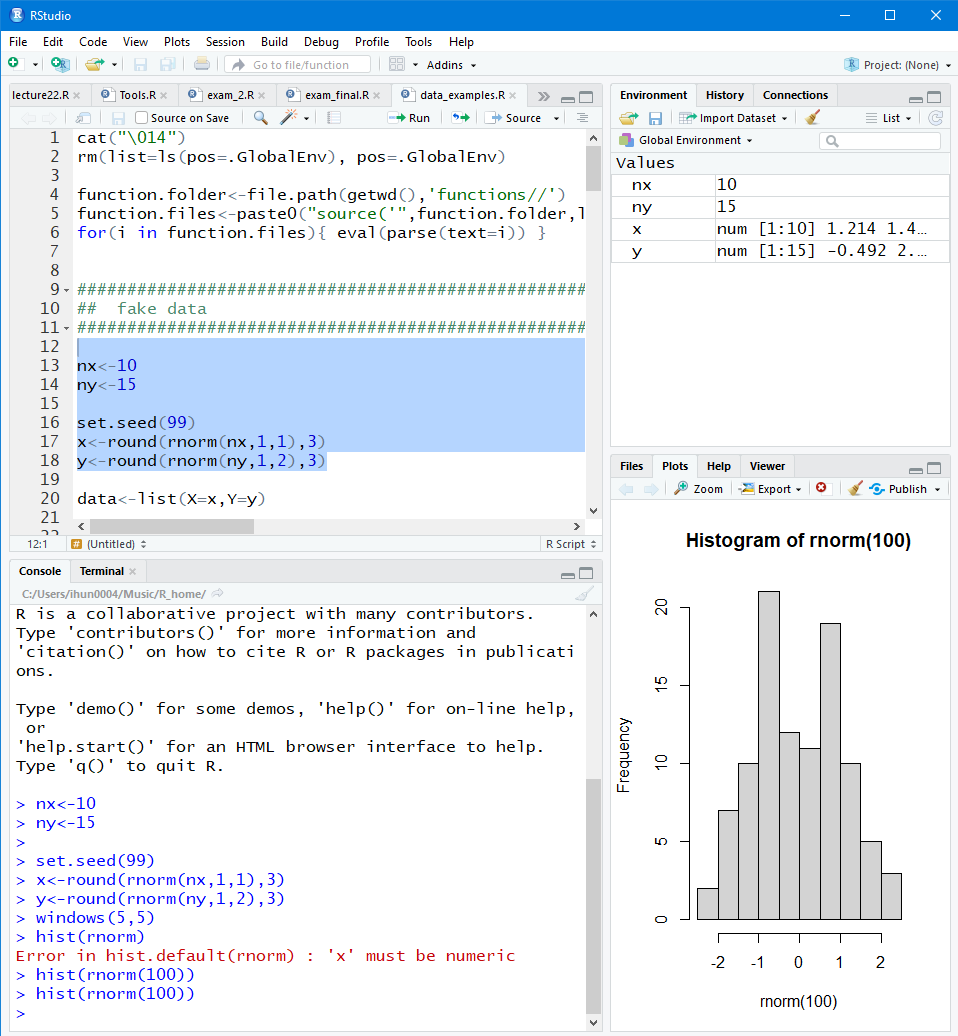 RStudio
File Edit Code View Plots Session Build Debug Profile Tools Help
Go to file/function Addins Project: (None)
lecture22.R Tools.R exam_2.R exam_final.R data_examples.R
Source on Save Run Source
1 cat("\014")
2 rm(list=ls(pos=.GlobalEnv), pos=.GlobalEnv)
3
4 function.folder<-file.path(getwd(),'functions//')
5 function.files<-paste0("source('",function.folder,l
6 for(i in function.files){ eval(parse(text=i)) }
7
8
9 ###################################################
10 ##  fake data
11 ###################################################
12
13 nx<-10
14 ny<-15
15
16 set.seed(99)
17 x<-round(rnorm(nx,1,1),3)
18 y<-round(rnorm(ny,1,2),3)
19
20 data<-list(X=x,Y=y)
21
22
12:1 # (Untitled) R Script
Console Terminal
C:/Users/ihun0004/Music/R_home/
R is a collaborative project with many contributors.
Type 'contributors()' for more information and
'citation()' on how to cite R or R packages in publicati
ons.
Type 'demo()' for some demos, 'help()' for on-line help,
or
'help.start()' for an HTML browser interface to help.
Type 'q()' to quit R.
> nx<-10
> ny<-15
>
> set.seed(99)
> x<-round(rnorm(nx,1,1),3)
> y<-round(rnorm(ny,1,2),3)
> windows(5,5)
> hist(rnorm)
Error in hist.default(rnorm) : 'x' must be numeric
> hist(rnorm(100))
> hist(rnorm(100))
>
Environment History Connections
Import Dataset List
Global Environment
Values
nx 10
ny 15
x num [1:10] 1.214 1.4...
y num [1:15] -0.492 2....
Files Plots Help Viewer
Zoom Export Publish
Histogram of rnorm(100)
Frequency
20
15
10
5
0
-2 -1 0 1 2
rnorm(100)